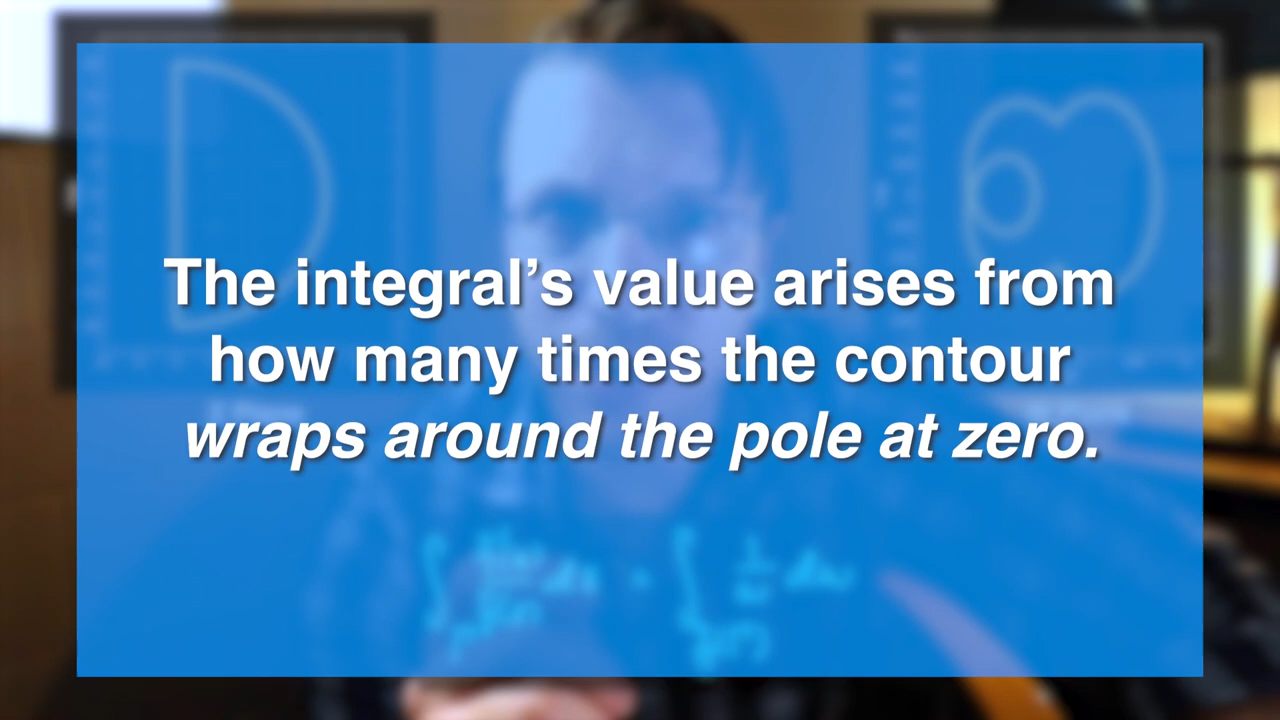 The integral’s value arises from
how many times the contour
wraps around the pole at zero.